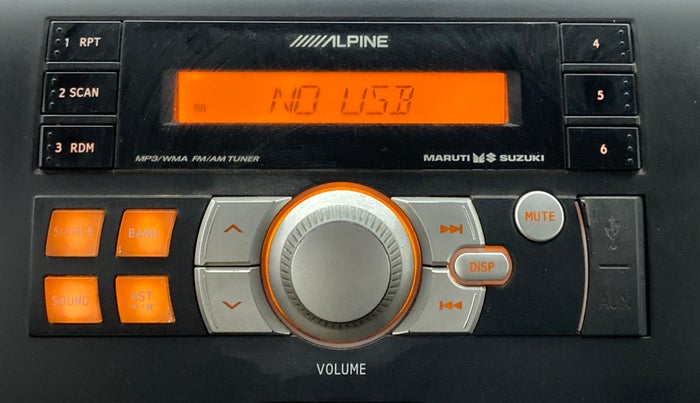 1 RPT
ALPINE
4
2 SCAN
NO USB
5
3 RDM
MP3/WMA FM/AM TUNER
MARUTI SUZUKI
6
SOURCE
BAND
MUTE
DISP
SOUND
AST
AUX
VOLUME